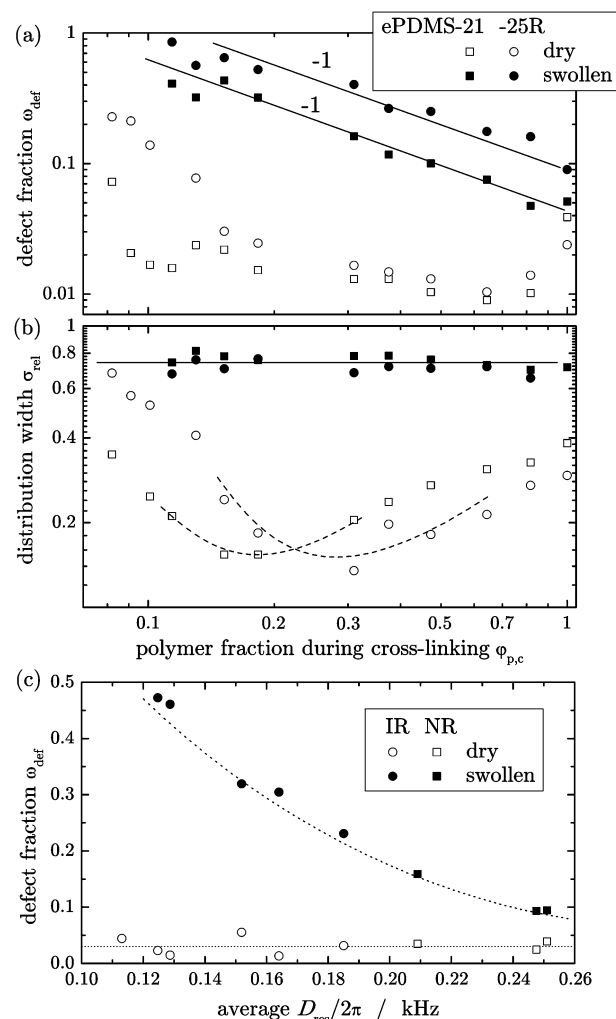 (a)
ePDMS-21 -25R
dry
swollen
-1
-1
1
0.1
0.01
defect fraction ω_def
(b)
1
0.8
0.6
0.4
0.2
distribution width σ_rel
0.1 0.2 0.3 0.5 0.7 1
polymer fraction during cross-linking φ_p,c
(c)
IR NR
dry
swollen
0.5
0.4
0.3
0.2
0.1
0.0
defect fraction ω_def
0.10 0.12 0.14 0.16 0.18 0.20 0.22 0.24 0.26
average D_res/2π / kHz